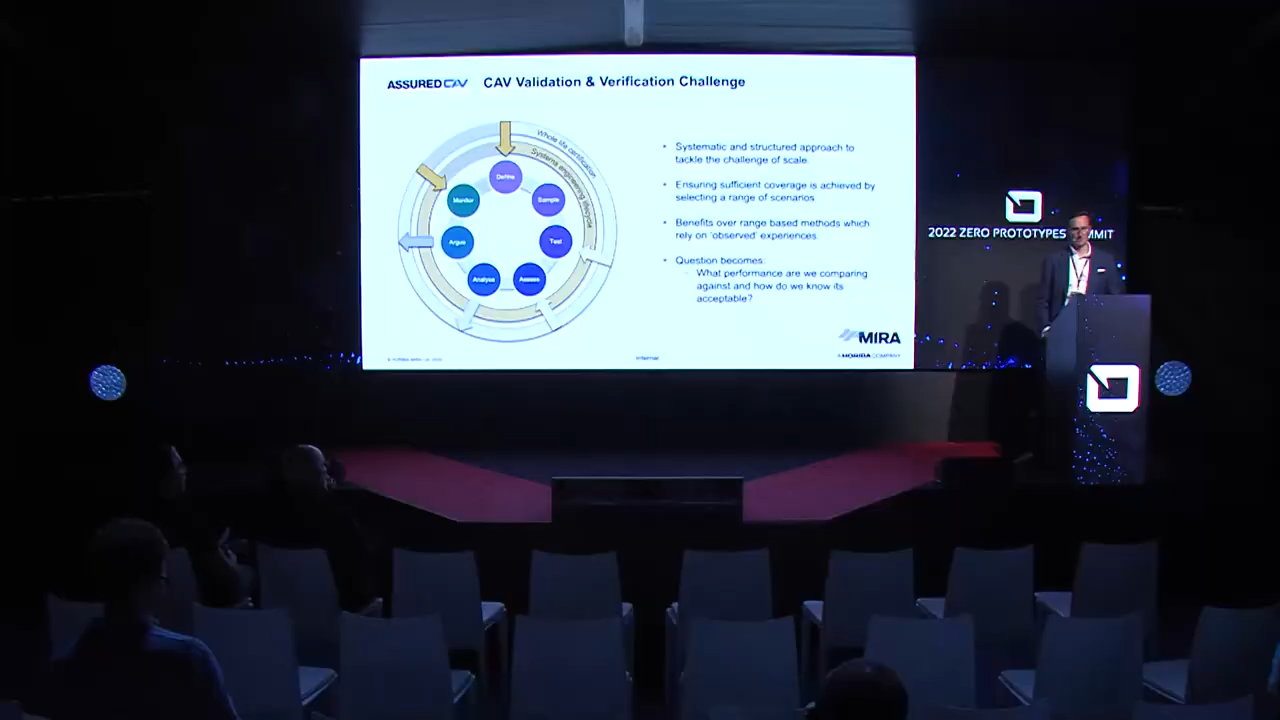 ASSURED CAV CAV Validation & Verification Challenge
Whole life certification
Systems engineering lifecycle
Define
Sample
Test
Assess
Analyse
Argue
Monitor
• Systematic and structured approach to
tackle the challenge of scale
• Ensuring sufficient coverage is achieved by
selecting a range of scenarios
• Benefits over range based methods which
rely on 'observed' experiences.
• Question becomes:
– What performance are we comparing
against and how do we know its
acceptable?
MIRA
A HORIBA COMPANY
Internal
2022 ZERO PROTOTYPES MMIT